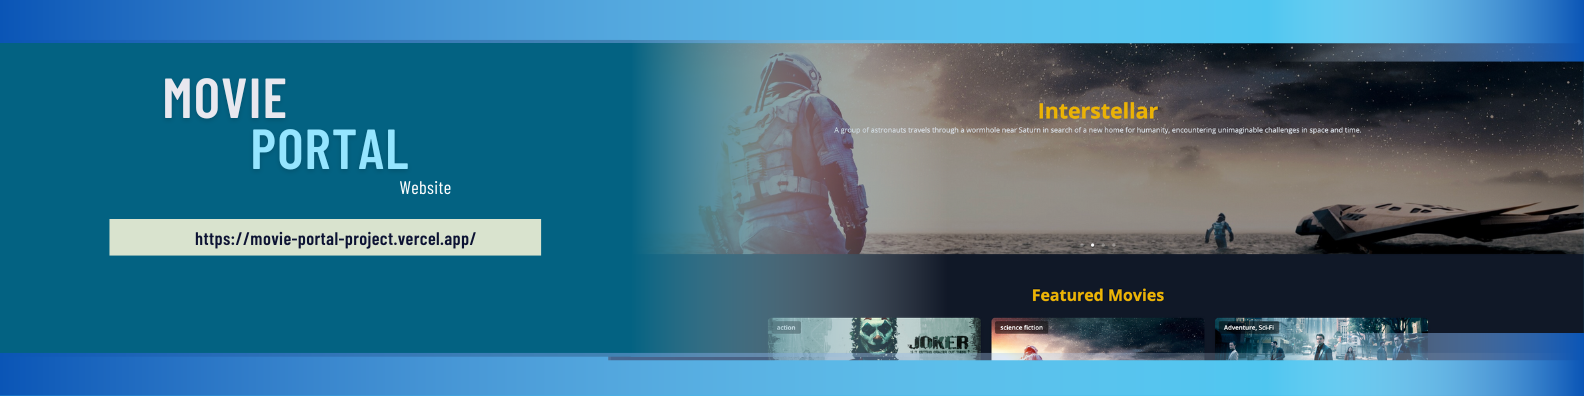 MOVIE
PORTAL
Website
https://movie-portal-project.vercel.app/
Interstellar
A group of astronauts travels through a wormhole near Saturn in search of a new home for humanity, encountering unimaginable challenges in space and time.
Featured Movies
action
JOKER
science fiction
Adventure, Sci-Fi